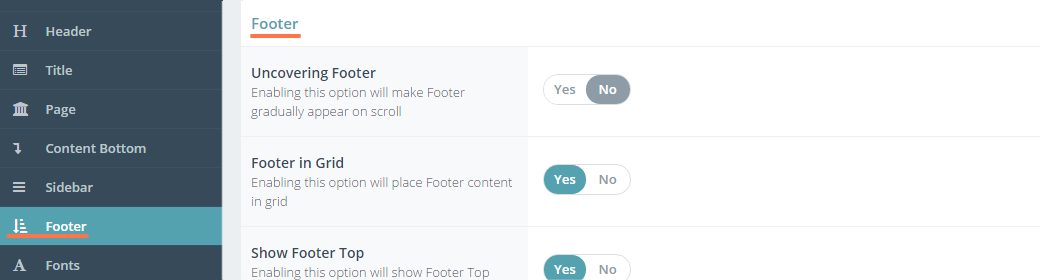 Header
Title
Page
Content Bottom
Sidebar
Footer
Fonts
Footer
Uncovering Footer
Enabling this option will make Footer
gradually appear on scroll
Yes No
Footer in Grid
Enabling this option will place Footer content
in grid
Yes No
Show Footer Top
Enabling this option will show Footer Top
Yes No